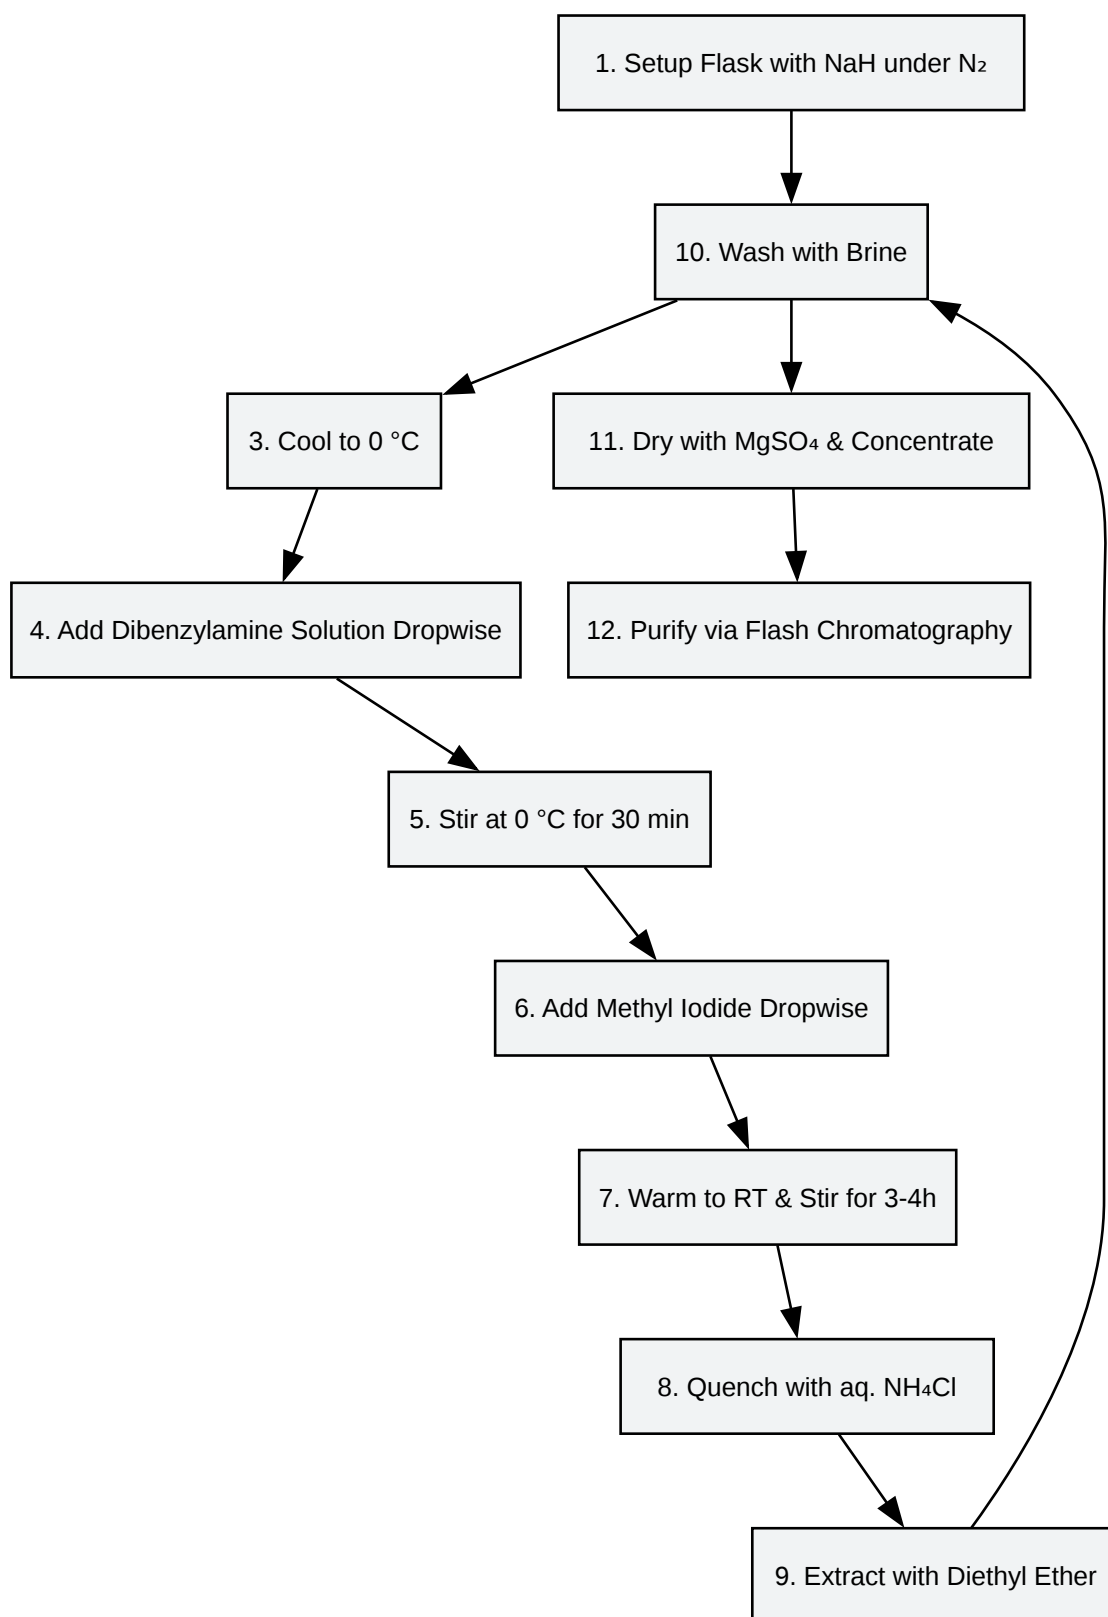 1. Setup Flask with NaH under N₂
10. Wash with Brine
3. Cool to 0 °C
11. Dry with MgSO₄ & Concentrate
4. Add Dibenzylamine Solution Dropwise
12. Purify via Flash Chromatography
5. Stir at 0 °C for 30 min
6. Add Methyl Iodide Dropwise
7. Warm to RT & Stir for 3-4h
8. Quench with aq. NH₄Cl
9. Extract with Diethyl Ether